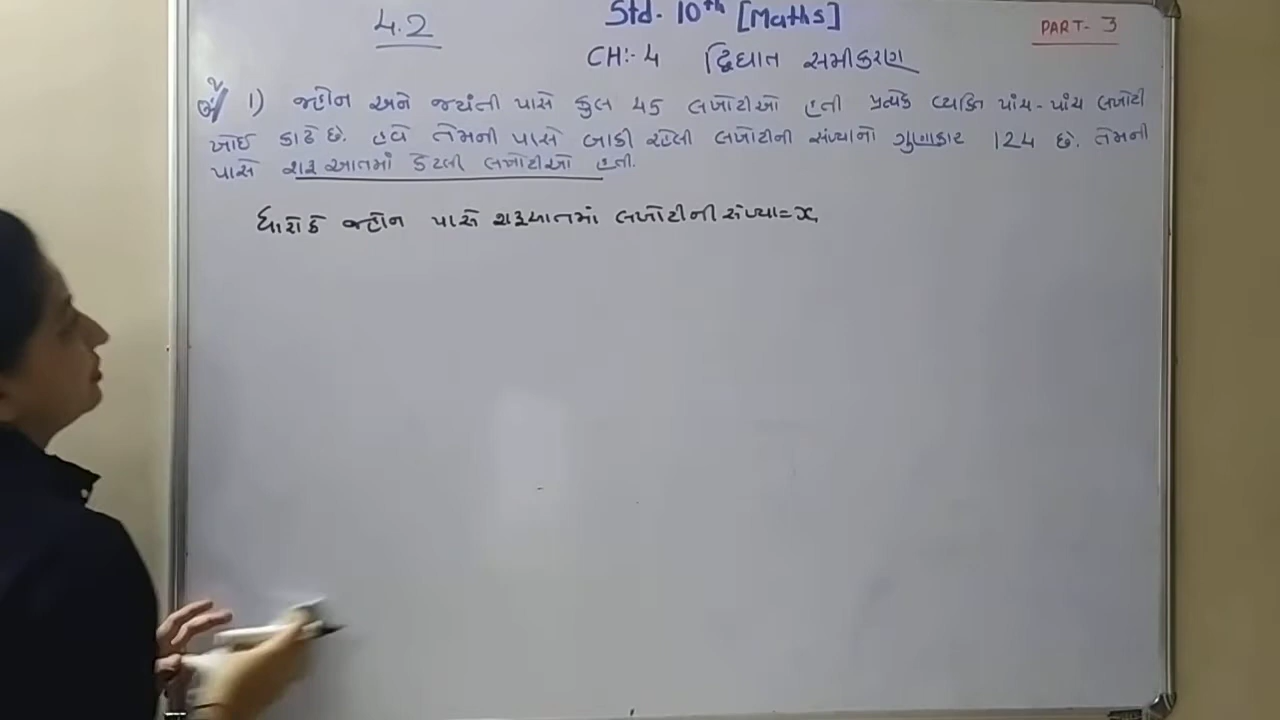 4.2
Std- 10th [Maths]
PART- 3
CH:- 4 દ્વિઘાત સમીકરણ
1) જ્હોન અને જયંતી પાસે કુલ 45 લખોટીઓ હતી પ્રત્યેક વ્યક્તિ પાંચ-પાંચ લખોટી
ખોઈ કાઢે છે. હવે તેમની પાસે બાકી રહેલી લખોટીની સંખ્યાનો ગુણાકાર 124 છે. તેમની
પાસે શરૂઆતમાં કેટલી લખોટીઓ હતી.
ધારોકે જ્હોન પાસે શરૂઆતમાં લખોટીની સંખ્યા=x